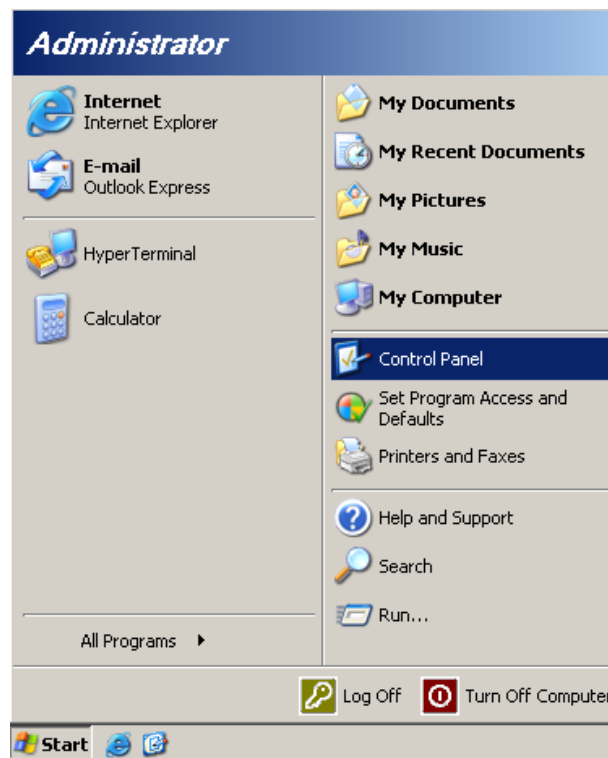 Administrator
Internet
Internet Explorer
E-mail
Outlook Express
HyperTerminal
Calculator
All Programs
My Documents
My Recent Documents
My Pictures
My Music
My Computer
Control Panel
Set Program Access and
Defaults
Printers and Faxes
Help and Support
Search
Run...
Log Off
Turn Off Computer
Start